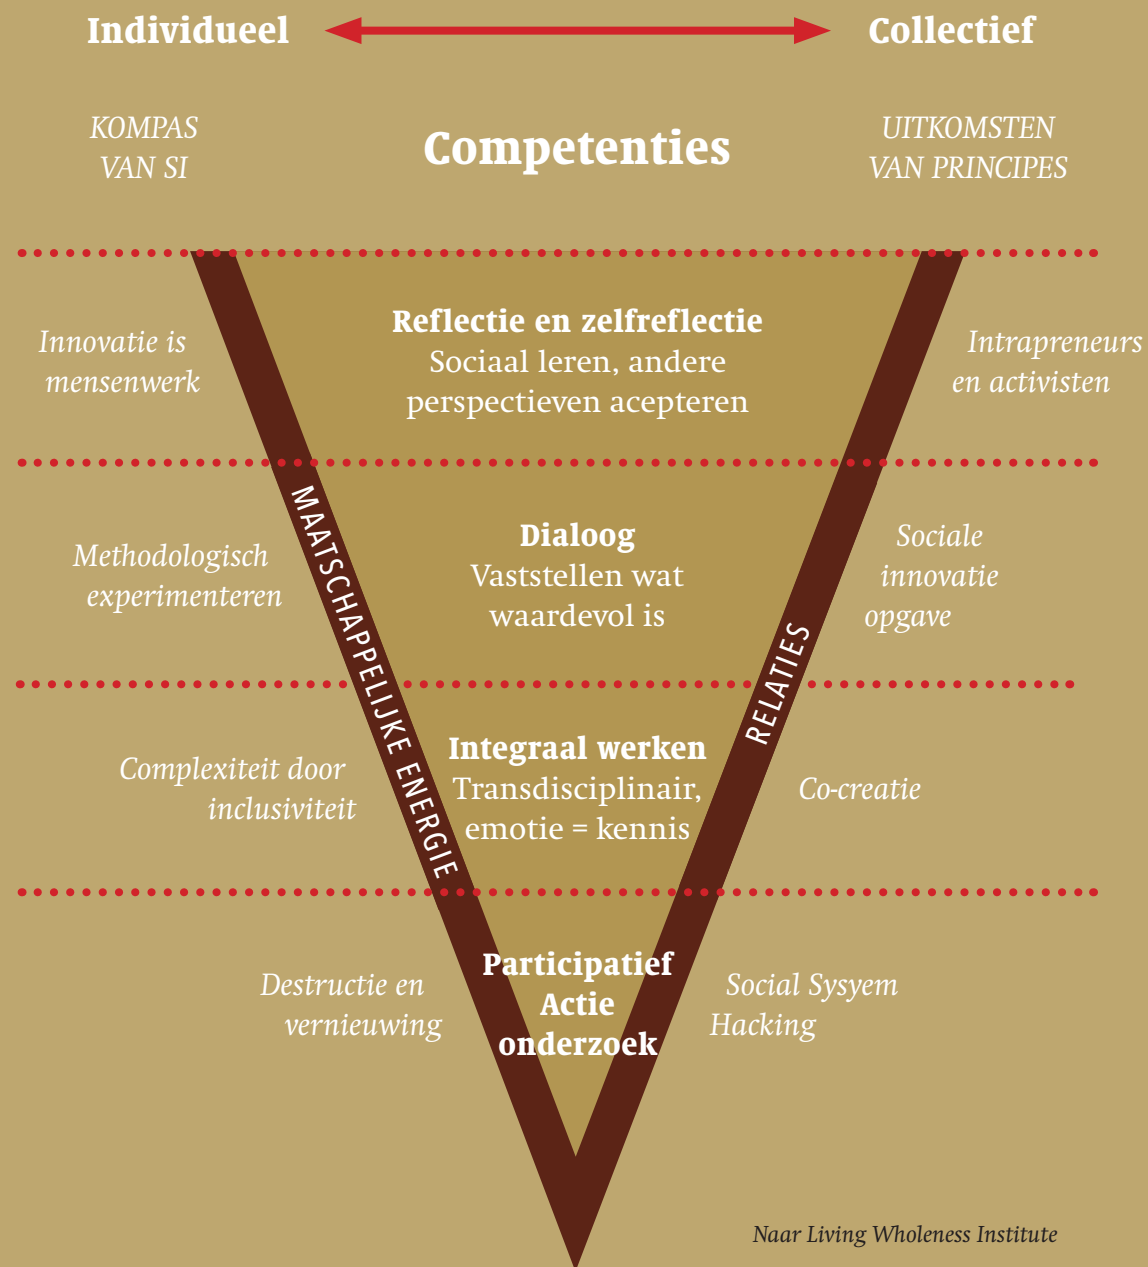 Individueel
Collectief
KOMPAS
VAN SI
Competenties
UITKOMSTEN
VAN PRINCIPES
Innovatie is
mensenwerk
Reflectie en zelfreflectie
Sociaal leren, andere
perspectieven acepteren
Intrapreneurs
en activisten
Methodologisch
experimenteren
Dialoog
Vaststellen wat
waardevol is
Sociale
innovatie
opgave
MAATSCHAPPELIJKE ENERGIE
RELATIES
Complexiteit door
inclusiviteit
Integraal werken
Transdisciplinair,
emotie = kennis
Co-creatie
Destructie en
vernieuwing
Participatief
Actie
onderzoek
Social Sysyem
Hacking
Naar Living Wholeness Institute